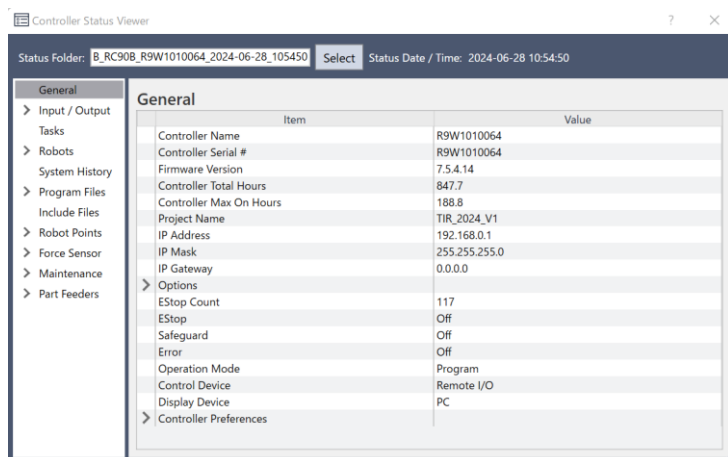 Controller Status Viewer
Status Folder: B_RC90B_R9W1010064_2024-06-28_105450 Select Status Date / Time: 2024-06-28 10:54:50
General
Input / Output
Tasks
Robots
System History
Program Files
Include Files
Robot Points
Force Sensor
Maintenance
Part Feeders
General
Item Value
Controller Name R9W1010064
Controller Serial # R9W1010064
Firmware Version 7.5.4.14
Controller Total Hours 847.7
Controller Max On Hours 188.8
Project Name TIR_2024_V1
IP Address 192.168.0.1
IP Mask 255.255.255.0
IP Gateway 0.0.0.0
Options
EStop Count 117
EStop Off
Safeguard Off
Error Off
Operation Mode Program
Control Device Remote I/O
Display Device PC
Controller Preferences